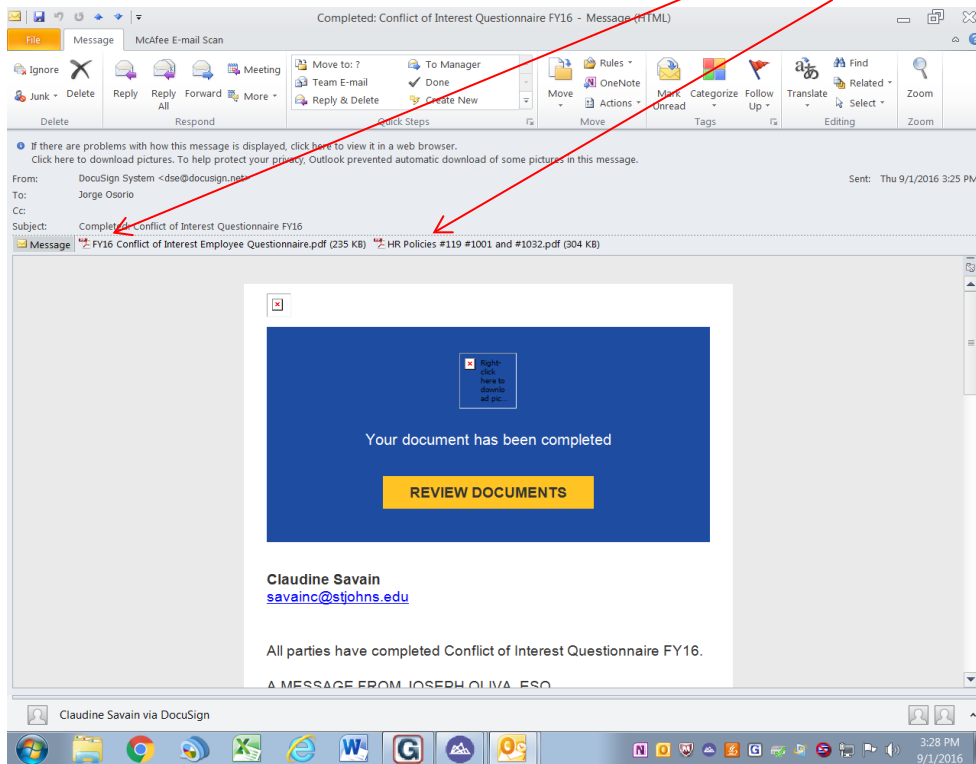 Completed: Conflict of Interest Questionnaire FY16 - Message (HTML)
File Message McAfee E-mail Scan
Ignore
Junk
Delete
Reply
Reply All
Forward
Meeting
More
Move to: ?
Team E-mail
Reply & Delete
To Manager
Done
Create New
Move
Rules
OneNote
Actions
Mark Unread
Categorize
Follow Up
Translate
Find
Related
Select
Zoom
Delete Respond Quick Steps Move Tags Editing Zoom
If there are problems with how this message is displayed, click here to view it in a web browser.
Click here to download pictures. To help protect your privacy, Outlook prevented automatic download of some pictures in this message.
From: DocuSign System <dse@docusign.net>
Sent: Thu 9/1/2016 3:25 PM
To: Jorge Osorio
Cc:
Subject: Completed: Conflict of Interest Questionnaire FY16
Message FY16 Conflict of Interest Employee Questionnaire.pdf (235 KB) HR Policies #119 #1001 and #1032.pdf (304 KB)
Right-
click
here to
downlo
ad pic...
Your document has been completed
REVIEW DOCUMENTS
Claudine Savain
savainc@stjohns.edu
All parties have completed Conflict of Interest Questionnaire FY16.
A MESSAGE FROM JOSEPH OLIVA, ESQ
Claudine Savain via DocuSign
3:28 PM
9/1/2016